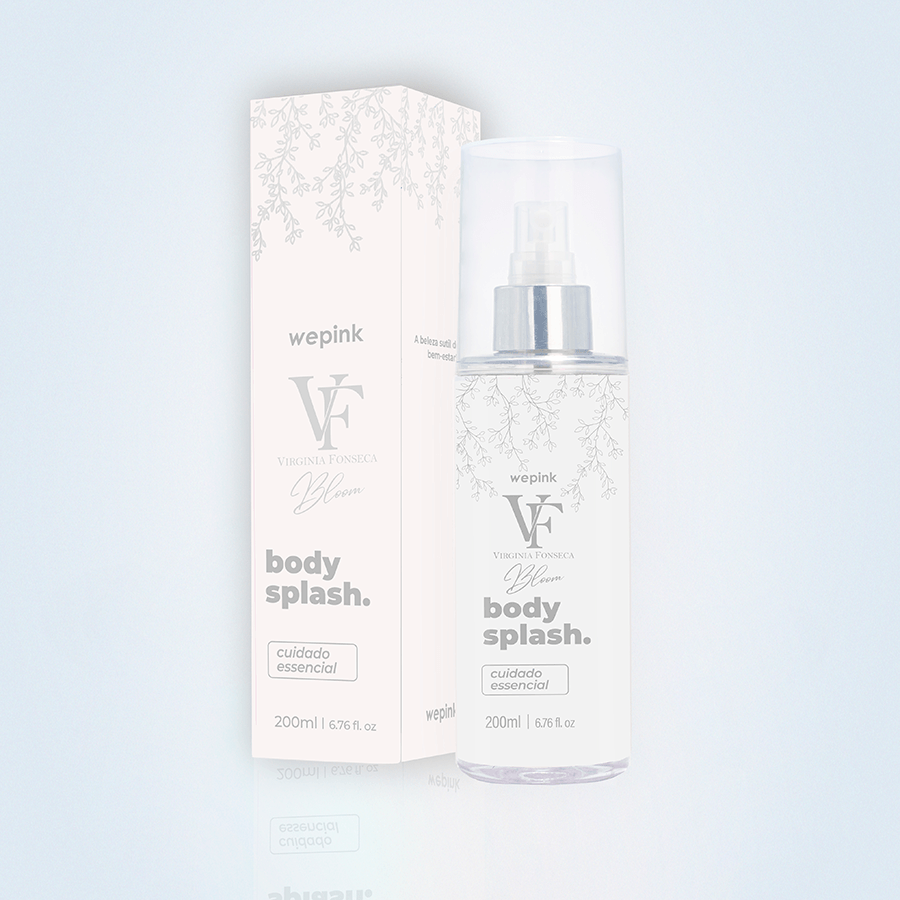 wepink
VF
VIRGINIA FONSECA
Bloom
body
splash.
cuidado
essencial
200ml | 6.76 fl. oz
A beleza sutil d
bem-estar
wepink
wepink
VF
VIRGINIA FONSECA
Bloom
body
splash.
cuidado
essencial
200ml | 6.76 fl. oz